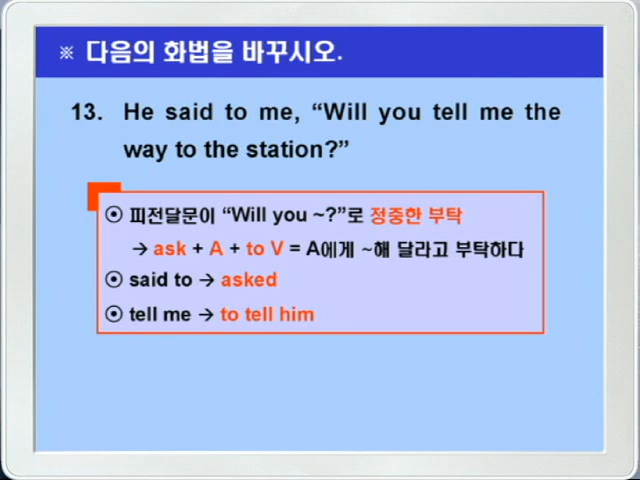 ※ 다음의 화법을 바꾸시오.
13. He said to me, “Will you tell me the
way to the station?”
⊙ 피전달문이 “Will you ~?”로 정중한 부탁
→ ask + A + to V = A에게 ~해 달라고 부탁하다
⊙ said to → asked
⊙ tell me → to tell him